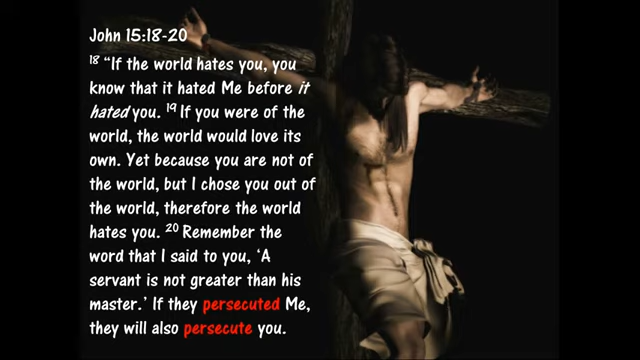 John 15:18-20
18 “If the world hates you, you
know that it hated Me before it
hated you. 19 If you were of the
world, the world would love its
own. Yet because you are not of
the world, but I chose you out of
the world, therefore the world
hates you. 20 Remember the
word that I said to you, ‘A
servant is not greater than his
master.’ If they persecuted Me,
they will also persecute you.